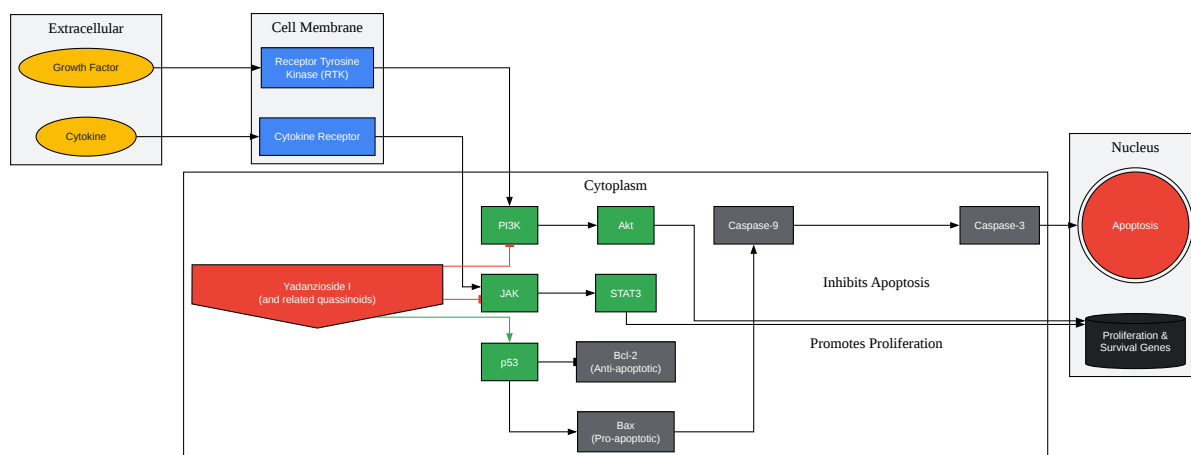 Extracellular
Cell Membrane
Growth Factor
Receptor Tyrosine
Kinase (RTK)
Cytokine
Cytokine Receptor
Nucleus
Cytoplasm
PI3K
Akt
Caspase-9
Caspase-3
Apoptosis
Yadanzioside I
(and related quassinoids)
JAK
STAT3
Inhibits Apoptosis
Proliferation &
Survival Genes
Promotes Proliferation
p53
Bcl-2
(Anti-apoptotic)
Bax
(Pro-apoptotic)